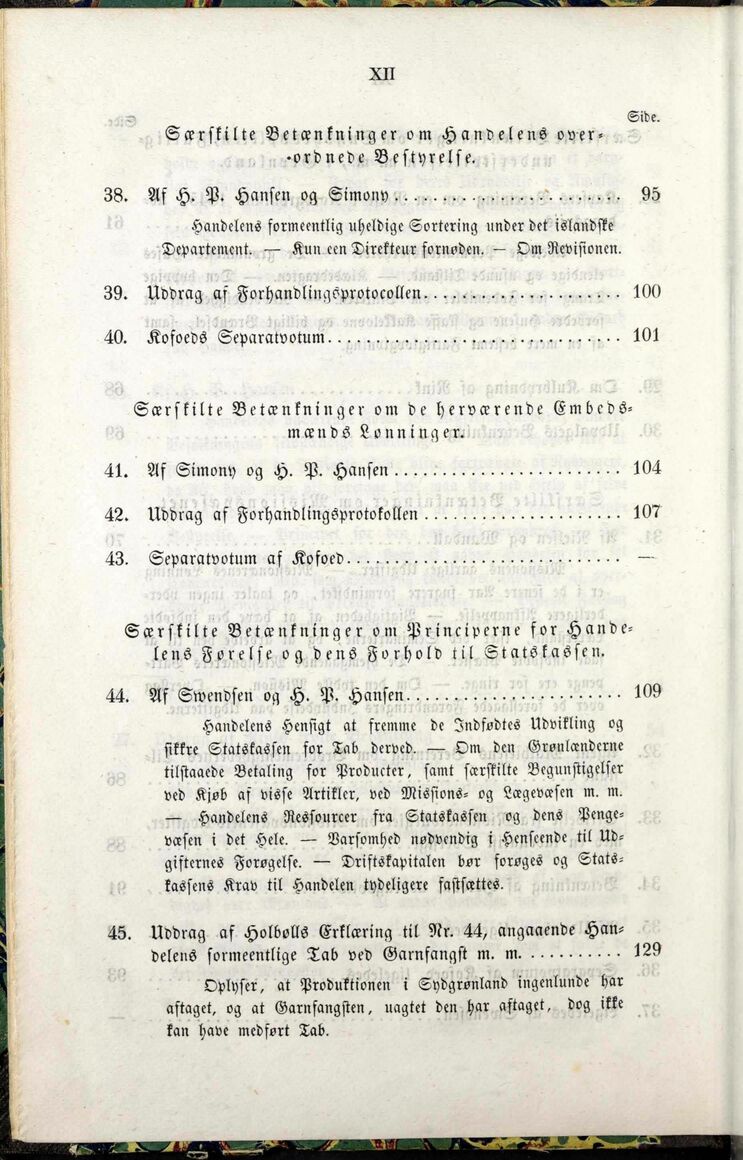 XII
Side.
Særskilte Betænkninger om Handelens over-
ordnede Bestyrelse.
38. Af H. P. Hansen og Simony ........................ 95
Handelens formeentlig uheldige Sortering under det islandske
Departement. — Kun een Direkteur fornøden. — Om Revisionen.
39. Uddrag af Forhandlingsprotocollen..................... 100
40. Kofoeds Separatvotum............................... 101
Særskilte Betænkninger om de herværende Embeds-
mænds Lønninger.
41. Af Simony og H. P. Hansen ........................ 104
42. Uddrag af Forhandlingsprotokollen ..................... 107
43. Separatvotum af Kofoed............................. —
Særskilte Betænkninger om Principerne for Hande-
lens Førelse og dens Forhold til Statskassen.
44. Af Swendsen og H. P. Hansen....................... 109
Handelens Hensigt at fremme de Indfødtes Udvikling og
sikkre Statskassen for Tab derved. — Om den Grønlænderne
tilstaaede Betaling for Producter, samt særskilte Begunstigelser
ved Kjøb af visse Artikler, ved Missions- og Lægevæsen m. m.
— Handelens Ressourcer fra Statskassen og dens Penge-
væsen i det Hele. — Varsomhed nødvendig i Henseende til Ud-
gifternes Forøgelse. — Driftskapitalen bør forøges og Stats-
kassens Krav til Handelen tydeligere fastsættes.
45. Uddrag af Holbølls Erklæring til Nr. 44, angaaende Han-
delens formeentlige Tab ved Garnfangst m. m. .......... 129
Oplyser, at Produktionen i Sydgrønland ingenlunde har
aftaget, og at Garnfangsten, uagtet den har aftaget, dog ikke
kan have medført Tab.